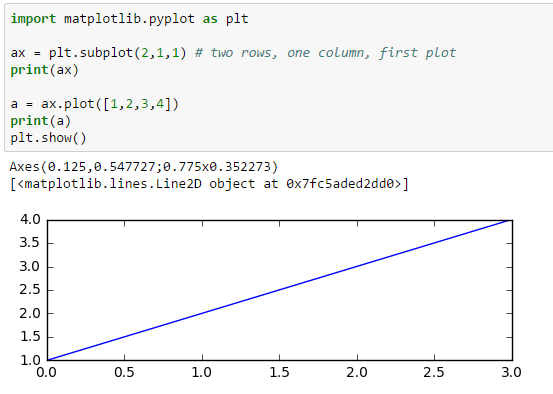 import matplotlib.pyplot as plt
ax = plt.subplot(2,1,1) # two rows, one column, first plot
print(ax)
a = ax.plot([1,2,3,4])
print(a)
plt.show()
Axes(0.125,0.547727;0.775x0.352273)
[<matplotlib.lines.Line2D object at 0x7fc5aded2dd0>]
4.0
3.5
3.0
2.5
2.0
1.5
1.0
0.0 0.5 1.0 1.5 2.0 2.5 3.0